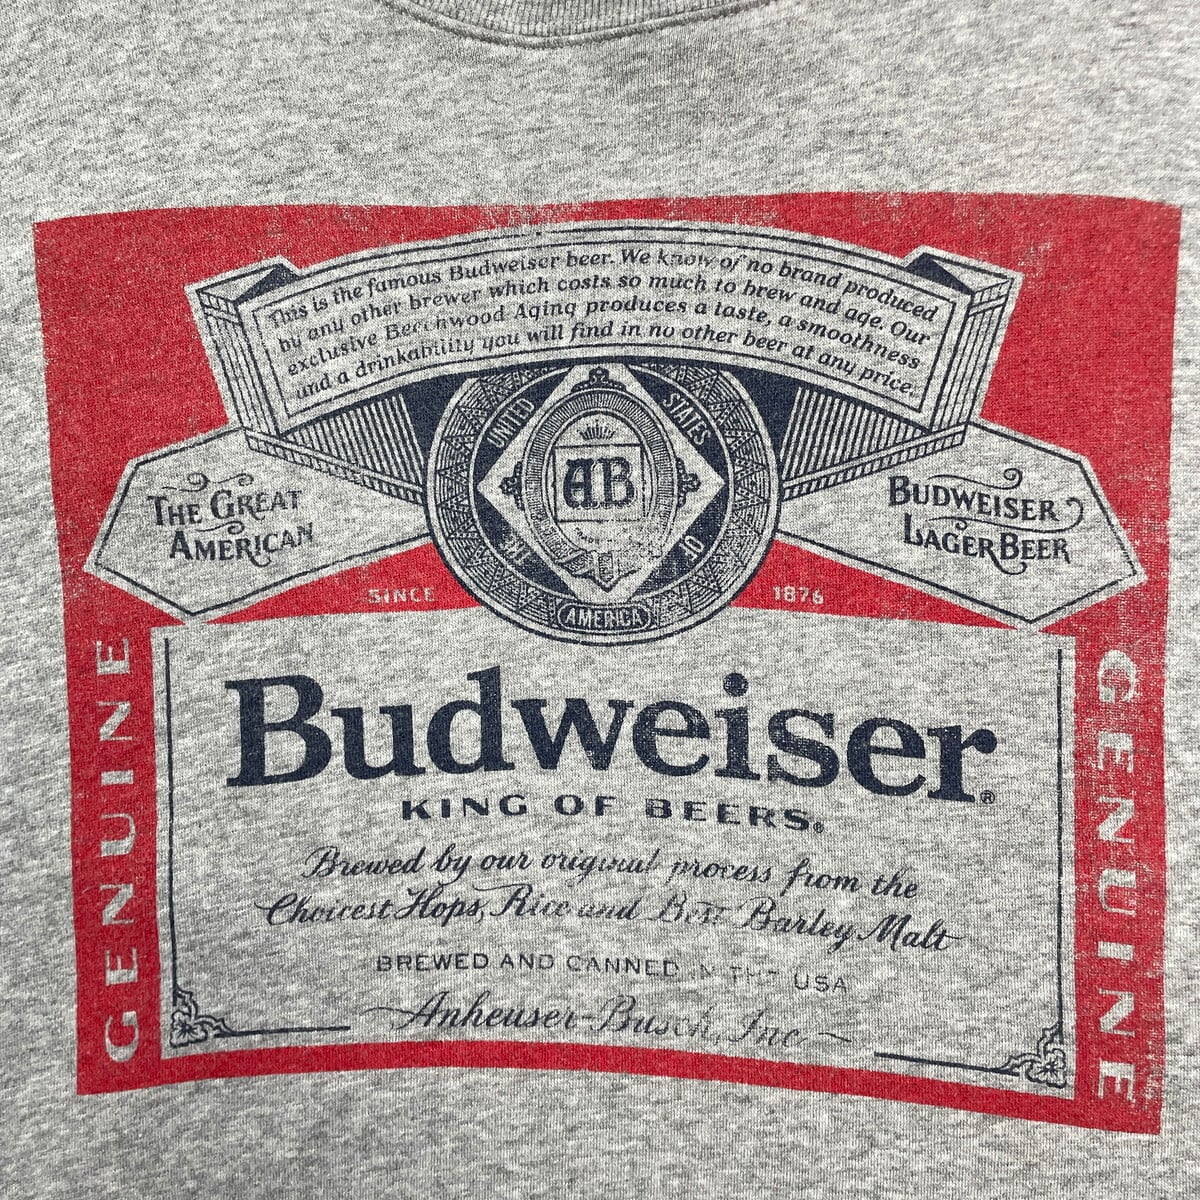 This is the famous Budweiser beer. We know of no brand produced
by any other brewer which costs so much to brew and age. Our
exclusive Beechwood Aging produces a taste, a smoothness
and a drinkability you will find in no other beer at any price.
UNITED STATES
OF
AMERICA
AB
THE GREAT
AMERICAN
BUDWEISER
LAGER BEER
SINCE 1876
GENUINE
GENUINE
Budweiser®
KING OF BEERS®
Brewed by our original process from the
Choicest Hops, Rice and Best Barley Malt
BREWED AND CANNED IN THE USA
Anheuser-Busch, Inc.